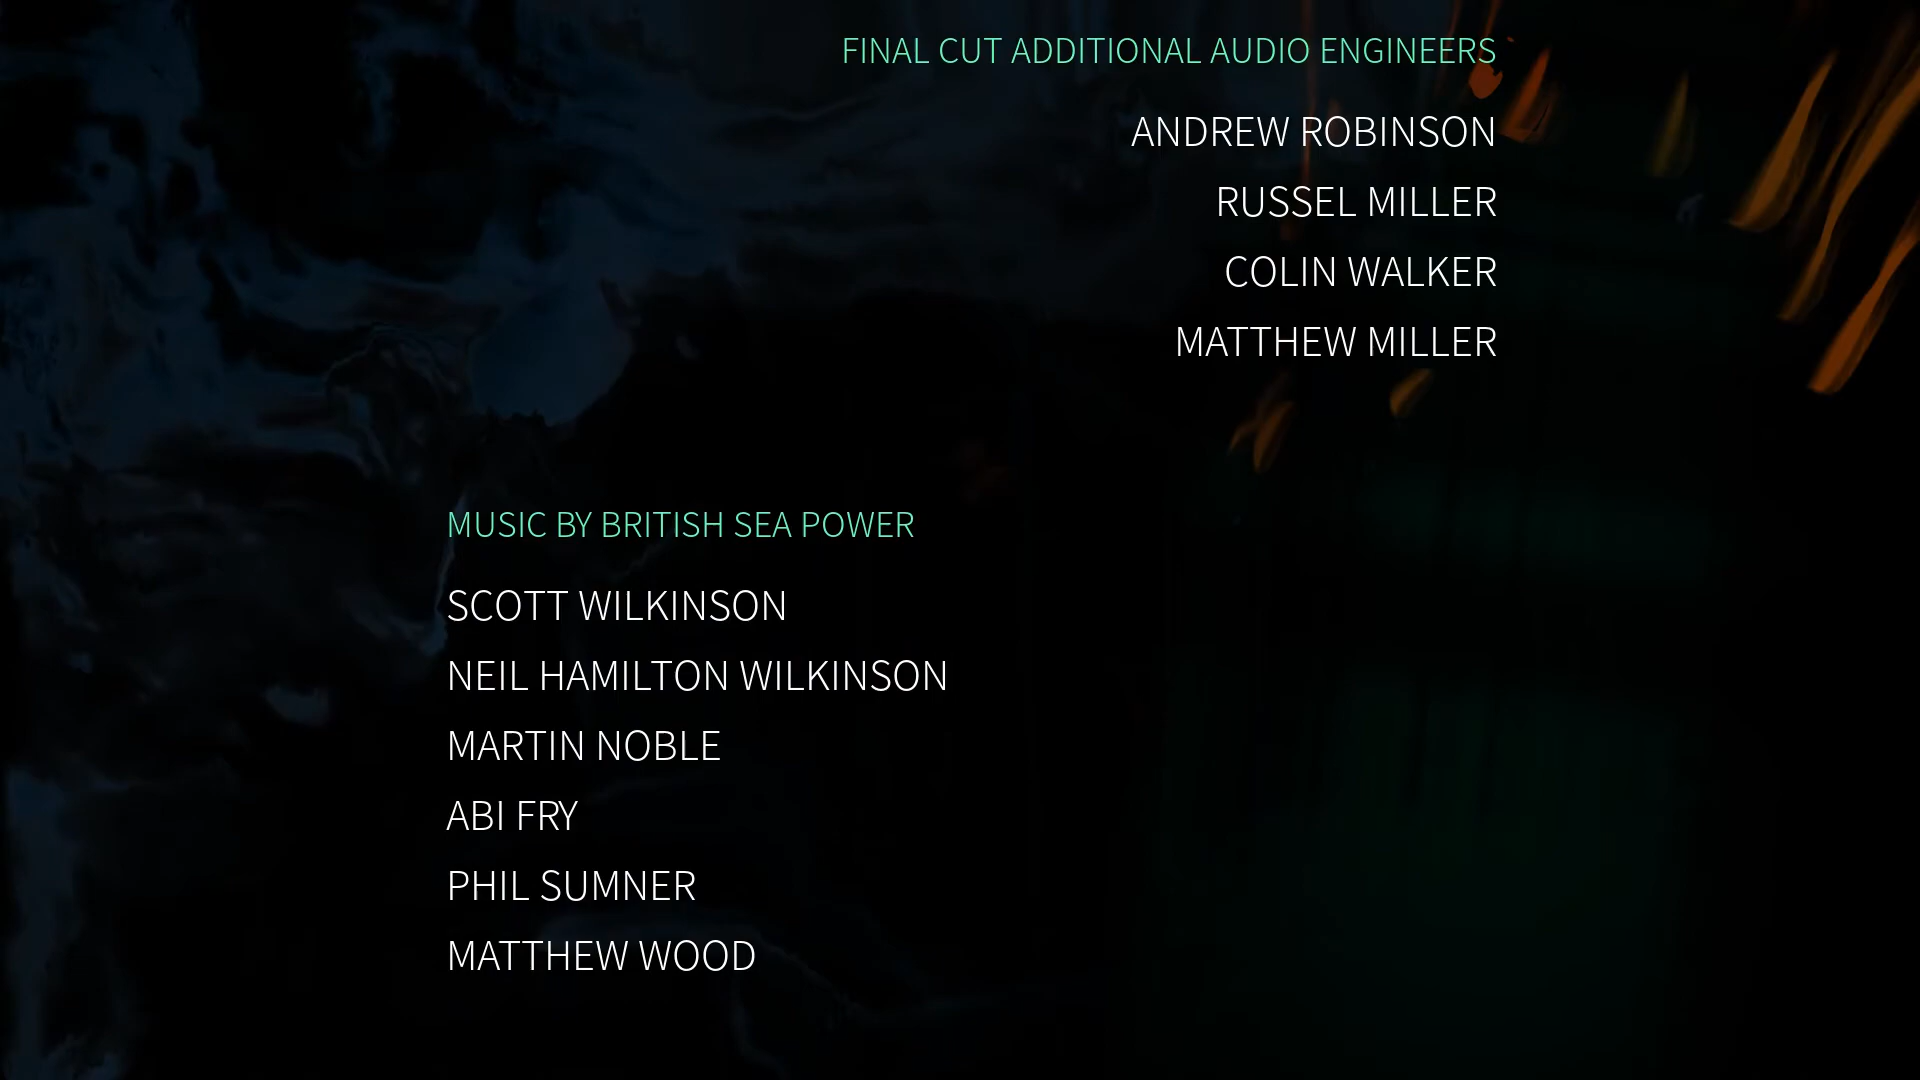 FINAL CUT ADDITIONAL AUDIO ENGINEERS
ANDREW ROBINSON
RUSSEL MILLER
COLIN WALKER
MATTHEW MILLER
MUSIC BY BRITISH SEA POWER
SCOTT WILKINSON
NEIL HAMILTON WILKINSON
MARTIN NOBLE
ABI FRY
PHIL SUMNER
MATTHEW WOOD